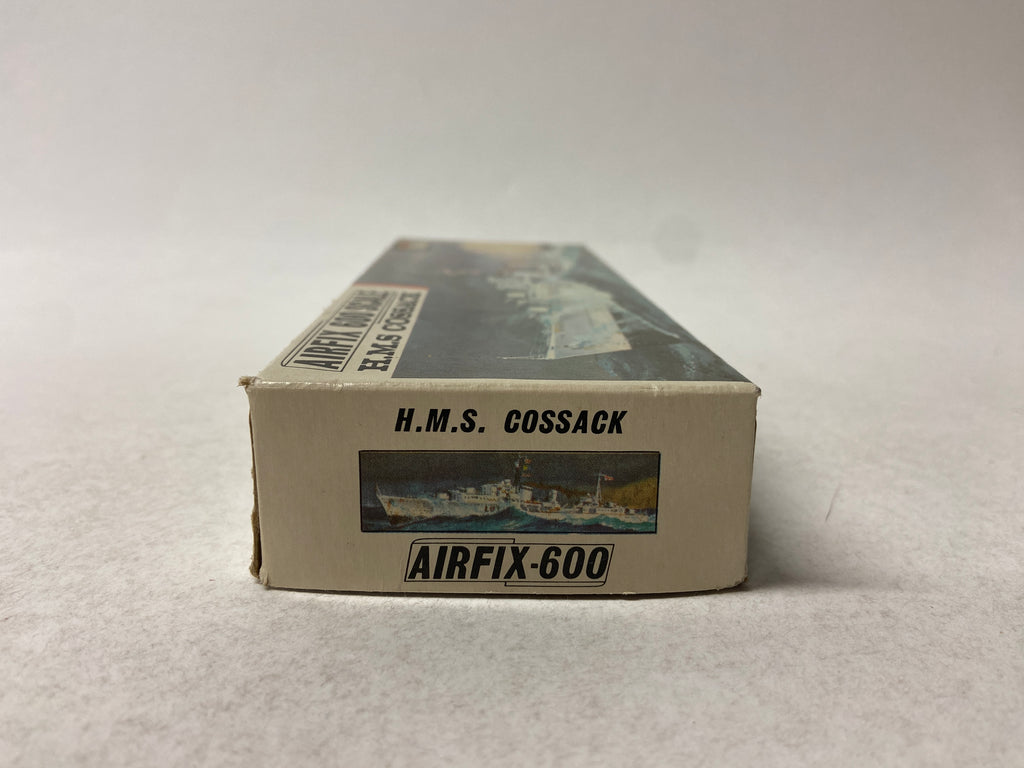 AIRFIX 600 SCALE
H.M.S COSSACK
H.M.S. COSSACK
AIRFIX-600